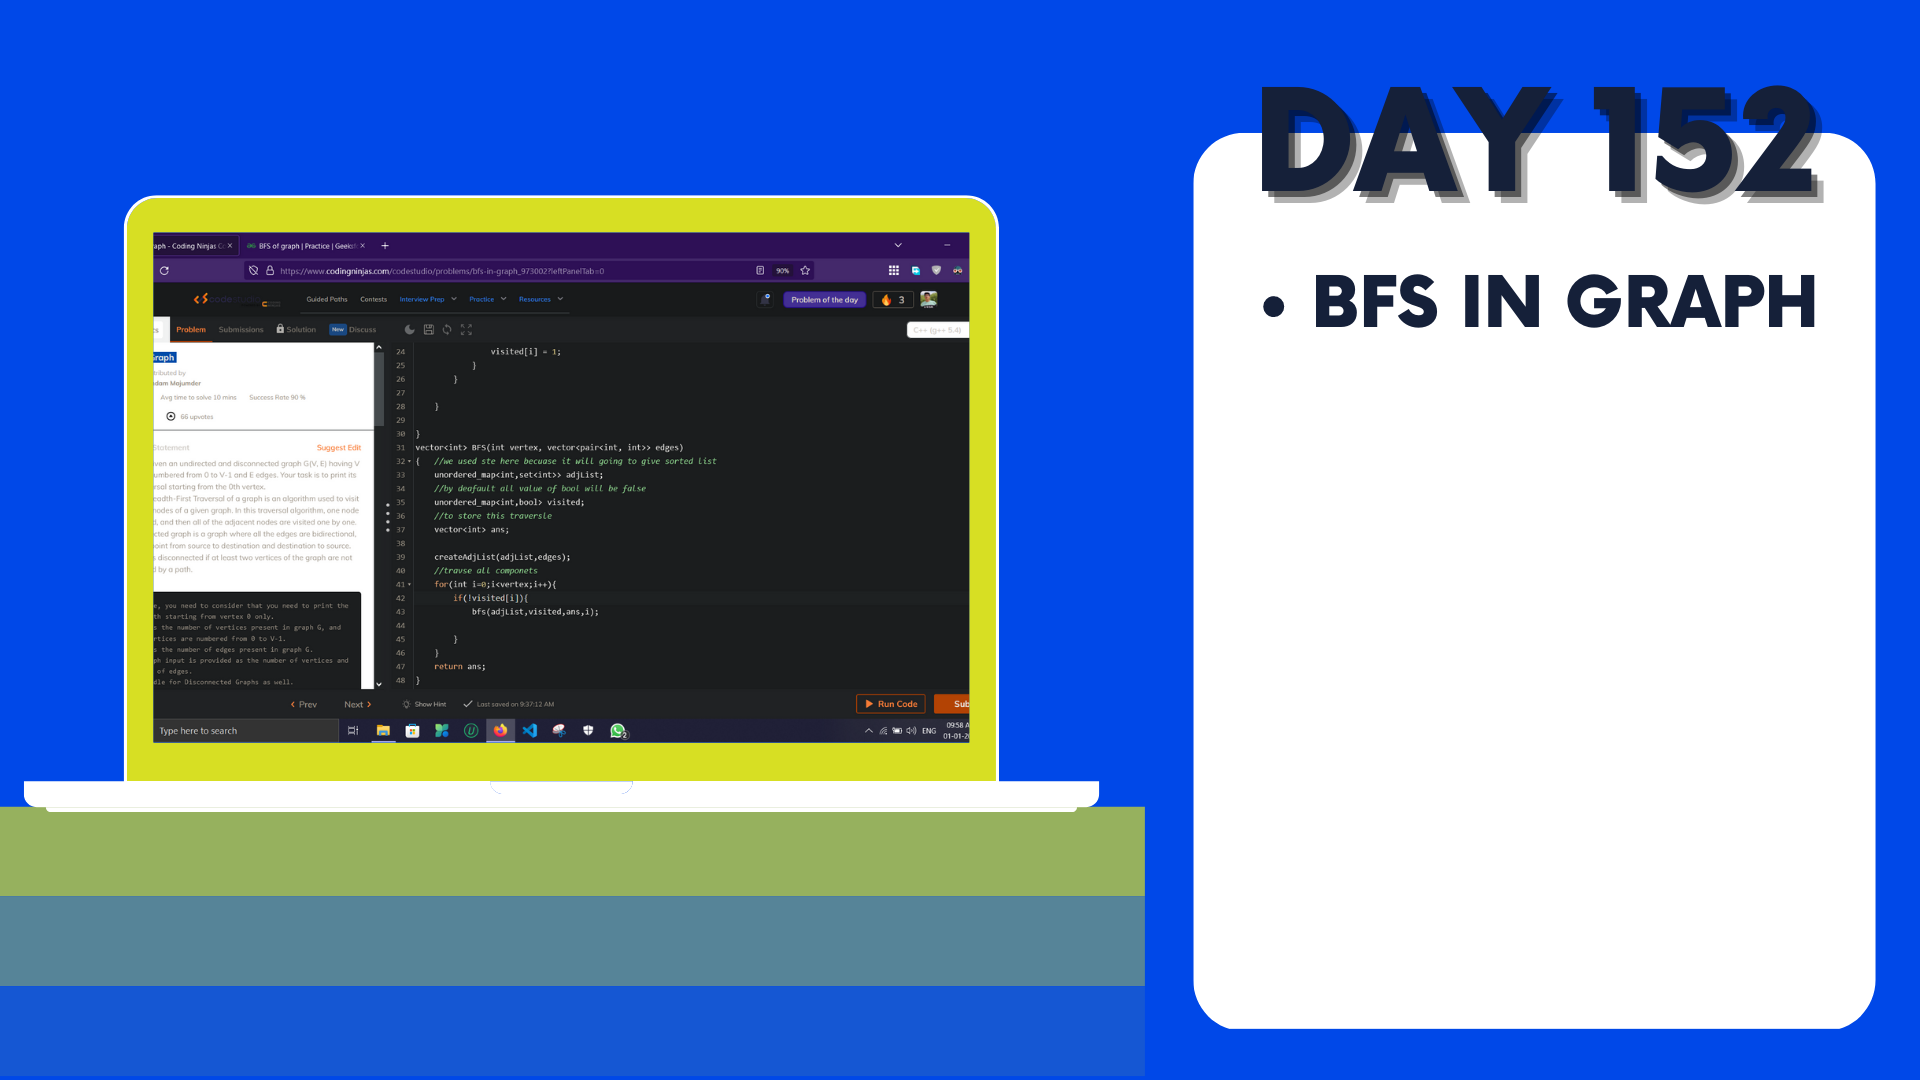 DAY 152
• BFS IN GRAPH
aph - Coding Ninjas C
BFS of graph | Practice | Geeks
https://www.codingninjas.com/codestudio/problems/bfs-in-graph_973002?leftPanelTab=0
90%
Guided Paths Contests Interview Prep Practice Resources
Problem of the day
3
Problem Submissions Solution New Discuss
C++ (g++ 5.4)
raph
tributed by
dam Majumder
Avg time to solve 10 mins Success Rate 90 %
66 upvotes
Statement
Suggest Edit
ven an undirected and disconnected graph G(V, E) having V
umbered from 0 to V-1 and E edges. Your task is to print its
rsal starting from the 0th vertex.
eadth-First Traversal of a graph is an algorithm used to visit
nodes of a given graph. In this traversal algorithm, one node
d, and then all of the adjacent nodes are visited one by one.
cted graph is a graph where all the edges are bidirectional,
oint from source to destination and destination to source.
s disconnected if at least two vertices of the graph are not
d by a path.
e, you need to consider that you need to print the
th starting from vertex 0 only.
s the number of vertices present in graph G, and
rtices are numbered from 0 to V-1.
s the number of edges present in graph G.
ph input is provided as the number of vertices and
of edges.
dle for Disconnected Graphs as well.
24 visited[i] = 1;
25 }
26 }
27
28 }
29
30 }
31 vector<int> BFS(int vertex, vector<pair<int, int>> edges)
32 { //we used ste here becuase it will going to give sorted list
33 unordered_map<int,set<int>> adjList;
34 //by deafault all value of bool will be false
35 unordered_map<int,bool> visited;
36 //to store this traversle
37 vector<int> ans;
38
39 createAdjList(adjList,edges);
40 //travse all componets
41 for(int i=0;i<vertex;i++){
42 if(!visited[i]){
43 bfs(adjList,visited,ans,i);
44
45 }
46 }
47 return ans;
48 }
Prev Next Show Hint Last saved on 9:37:12 AM
Run Code
Sub
Type here to search
2
ENG
09:58 A
01-01-2